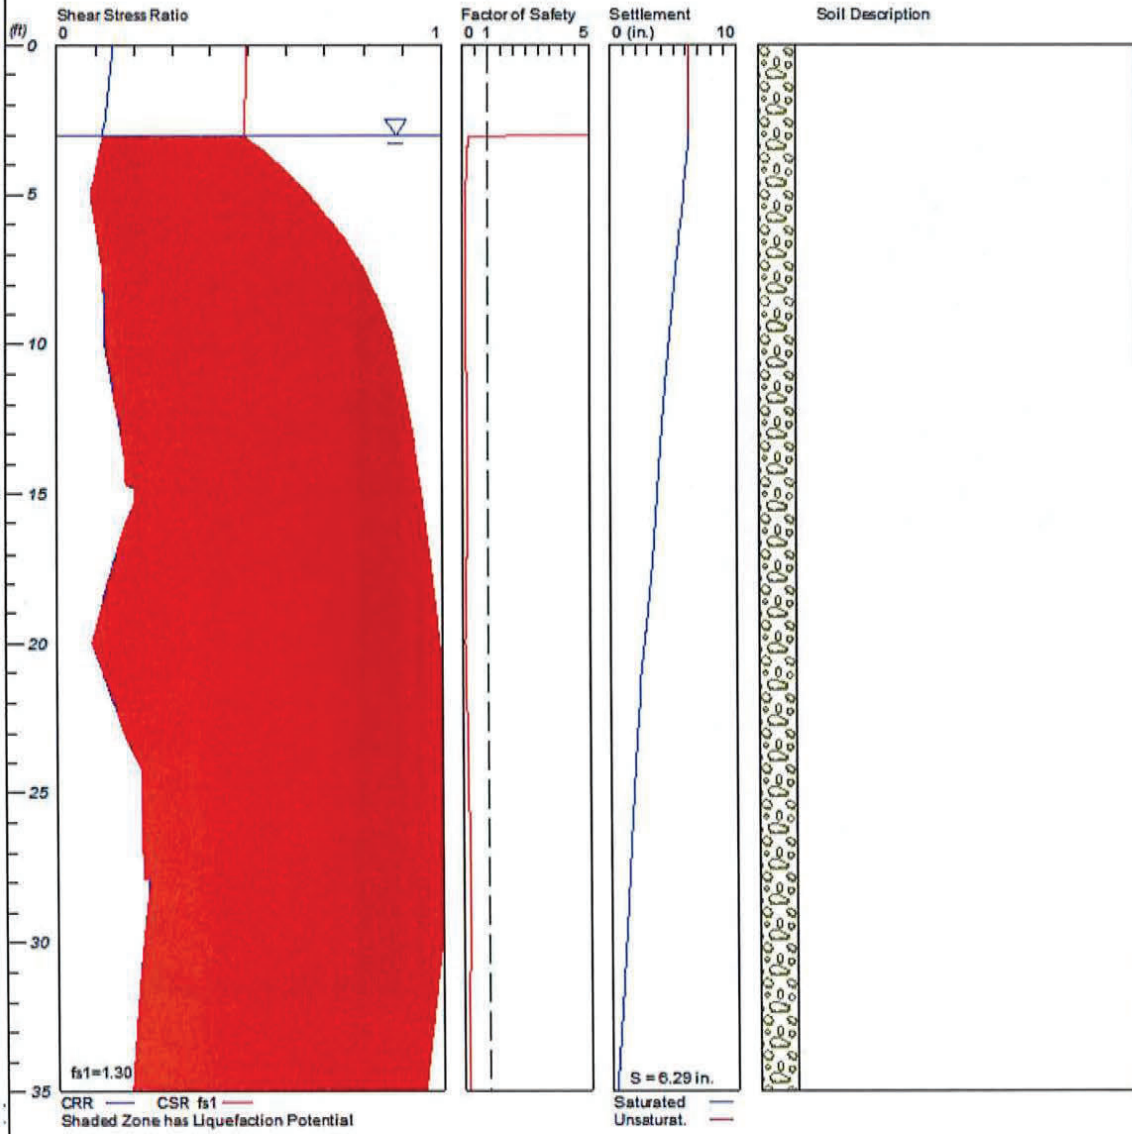 Shear Stress Ratio
Factor of Safety
Settlement
Soil Description
(ft)
0 1
0 1 5
0 (in.) 10
0
5
10
15
20
25
30
35
fs1=1.30
S = 6.29 in.
CRR CSR fs1
Shaded Zone has Liquefaction Potential
Saturated
Unsaturat.